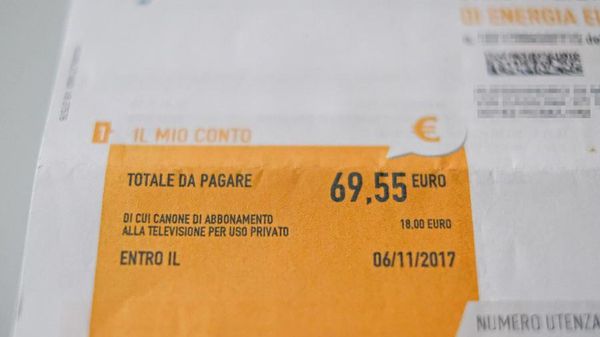 DI ENERGIA EL
1 IL MIO CONTO €
TOTALE DA PAGARE 69,55 EURO
DI CUI CANONE DI ABBONAMENTO
ALLA TELEVISIONE PER USO PRIVATO 18,00 EURO
ENTRO IL 06/11/2017
NUMERO UTENZA